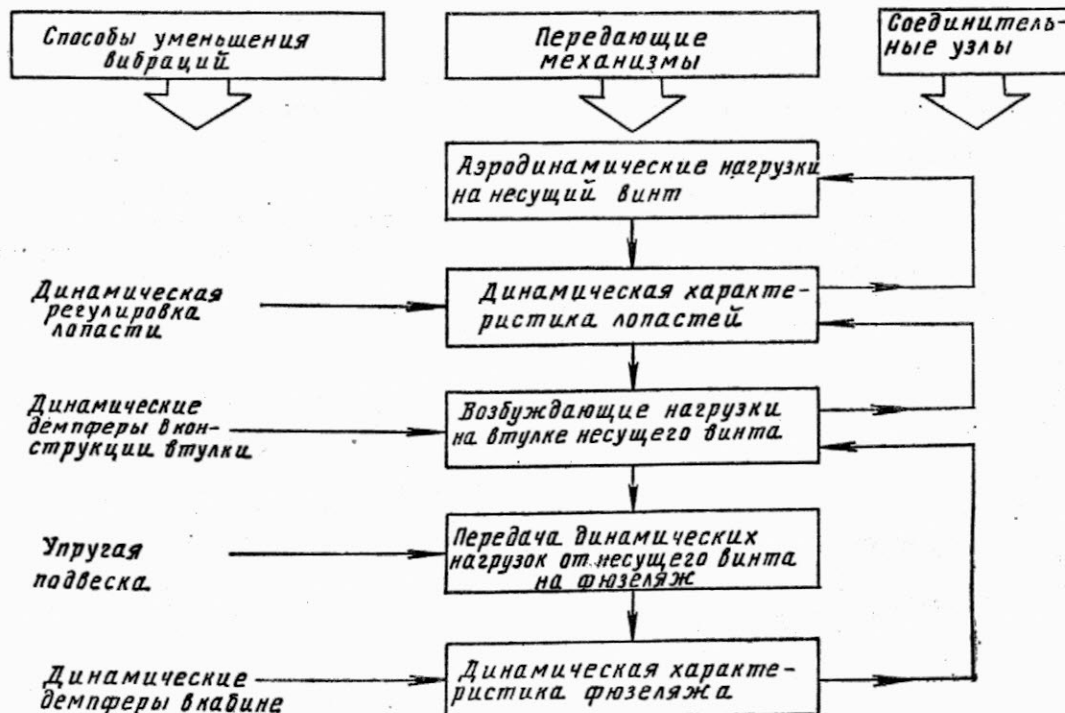 Способы уменьшения
вибраций
Передающие
механизмы
Соединитель-
ные узлы
Аэродинамические нагрузки
на несущий винт
Динамическая
регулировка
лопасти
Динамическая характе-
ристика лопастей
Динамические
демпферы в кон-
струкции втулки
Возбуждающие нагрузки
на втулке несущего винта
Упругая
подвеска
Передача динамических
нагрузок от несущего винта
на фюзеляж
Динамические
демпферы в кабине
Динамическая характе-
ристика фюзеляжа